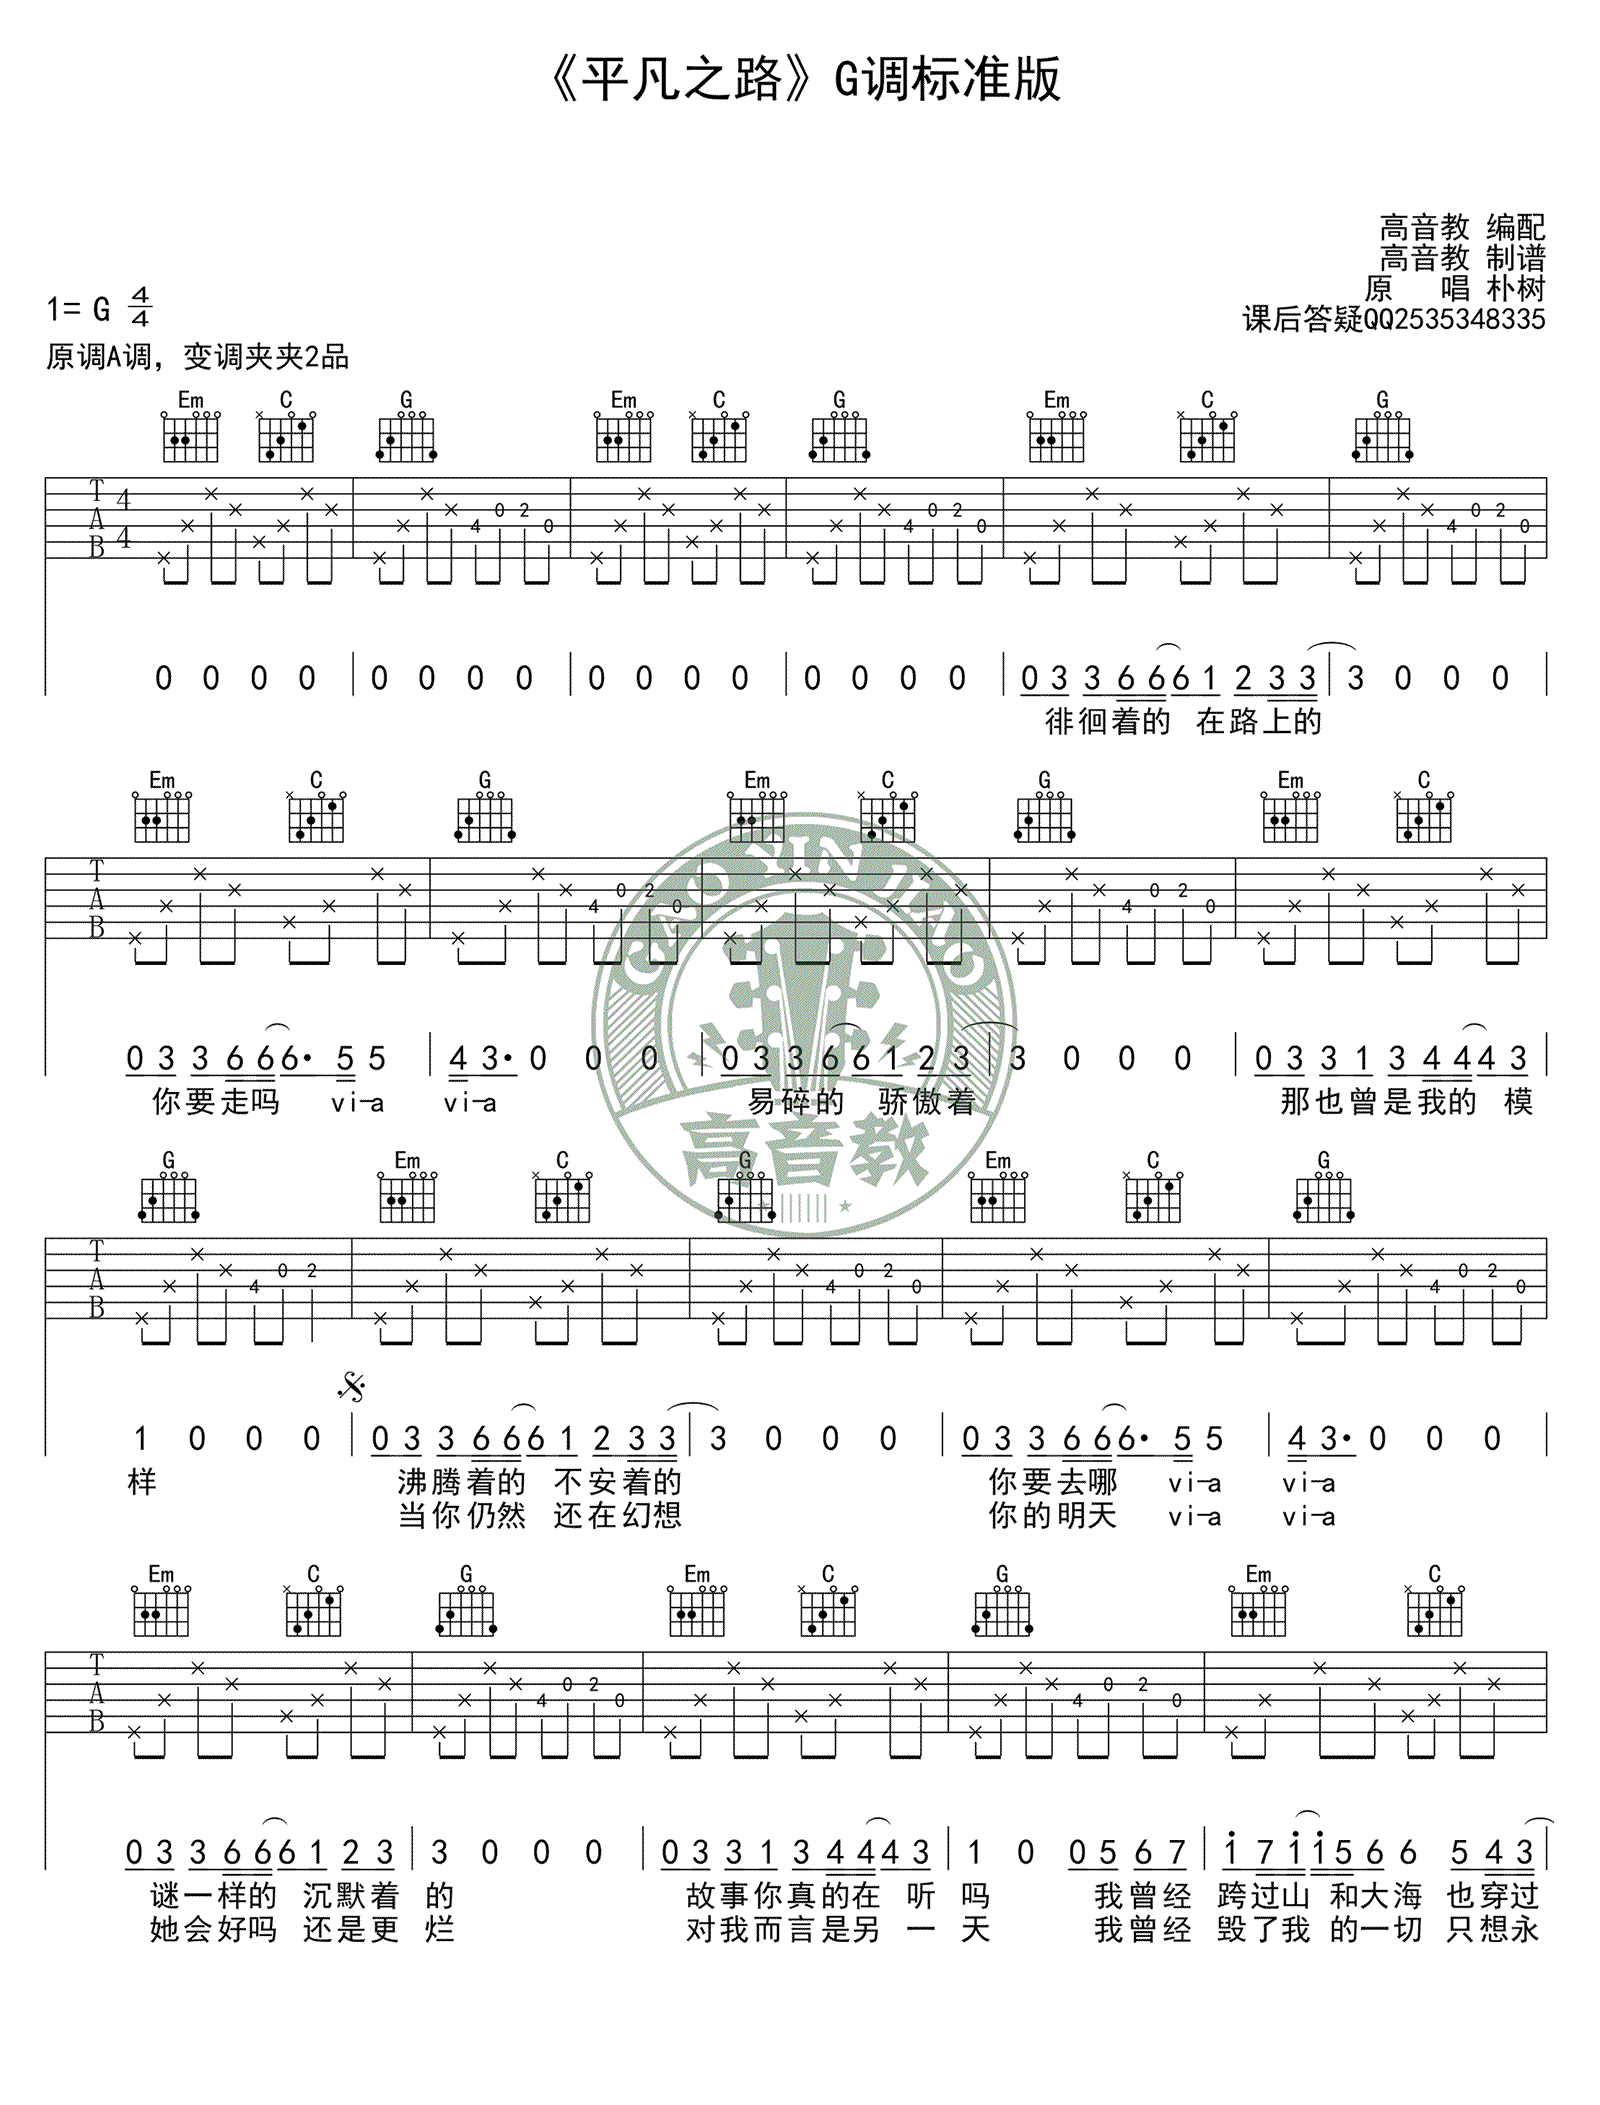 《平凡之路》G调标准版
高音教 编配
高音教 制谱
原 唱 朴树
课后答疑QQ2535348335
1= G 4/4
原调A调，变调夹夹2品
Em C G Em C G Em C G
T A B 4 4 4 0 2 0 4 0 2 0 4 0 2 0
0 0 0 0 0 0 0 0 0 0 0 0 0 0 0 0 0 3 3 6 6 6 1 2 3 3 3 0 0 0
徘徊着的 在路上的
Em C G Em C G Em C
T A B 4 0 2 0 4 0 2 0
0 3 3 6 6 6· 5 5 4 3· 0 0 0 0 3 3 6 6 1 2 3 3 0 0 0 0 3 3 1 3 4 4 4 3
你要走吗 vi-a vi-a 易碎的 骄傲着 那也曾是我的 模
GAO YIN JIAO
高音教
G Em C G Em C G
T A B 4 0 2 4 0 2 0 4 0 2 0
1 0 0 0 0 3 3 6 6 6 1 2 3 3 3 0 0 0 0 3 3 6 6 6· 5 5 4 3· 0 0 0
样 沸腾着的 不安着的 你要去哪 vi-a vi-a
当你仍然 还在幻想 你的明天 vi-a vi-a
Em C G Em C G Em C
T A B 4 0 2 0 4 0 2 0
0 3 3 6 6 6 1 2 3 3 0 0 0 0 3 3 1 3 4 4 4 3 1 0 0 5 6 7 1 7 1 1 5 6 6 5 4 3
谜一样的 沉默着 的 故事你真的在 听 吗 我曾经 跨过山 和大海 也穿过
她会好吗 还是更 烂 对我而言是另 一 天 我曾经 毁了我 的一切 只想永